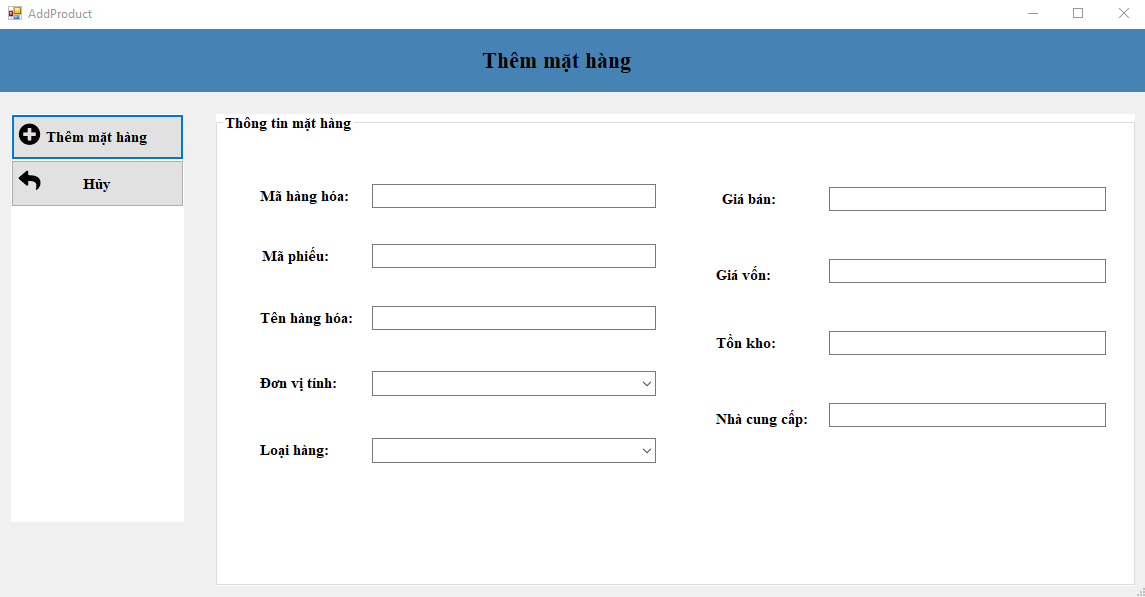 AddProduct
Thêm mặt hàng
Thêm mặt hàng
Hủy
Thông tin mặt hàng
Mã hàng hóa:
Mã phiếu:
Tên hàng hóa:
Đơn vị tính:
Loại hàng:
Giá bán:
Giá vốn:
Tồn kho:
Nhà cung cấp: